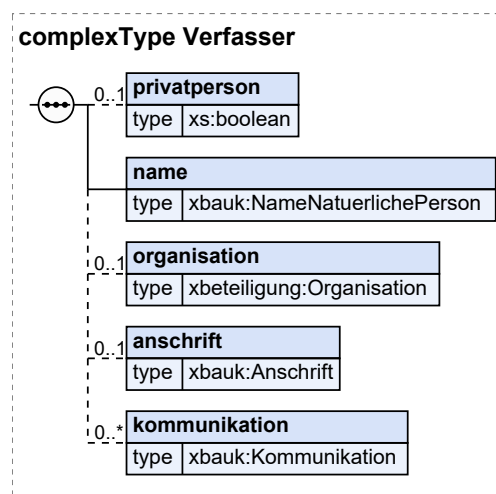 complexType Verfasser
0..1 privatperson
type xs:boolean
name
type xbauk:NameNatuerlichePerson
0..1 organisation
type xbeteiligung:Organisation
0..1 anschrift
type xbauk:Anschrift
0..* kommunikation
type xbauk:Kommunikation